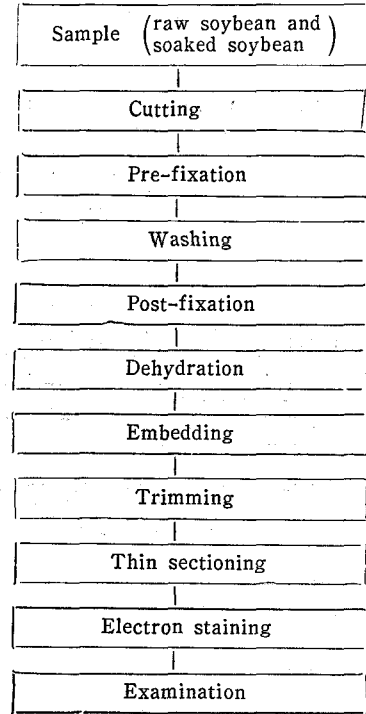 Sample (raw soybean and
soaked soybean)
Cutting
Pre-fixation
Washing
Post-fixation
Dehydration
Embedding
Trimming
Thin sectioning
Electron staining
Examination